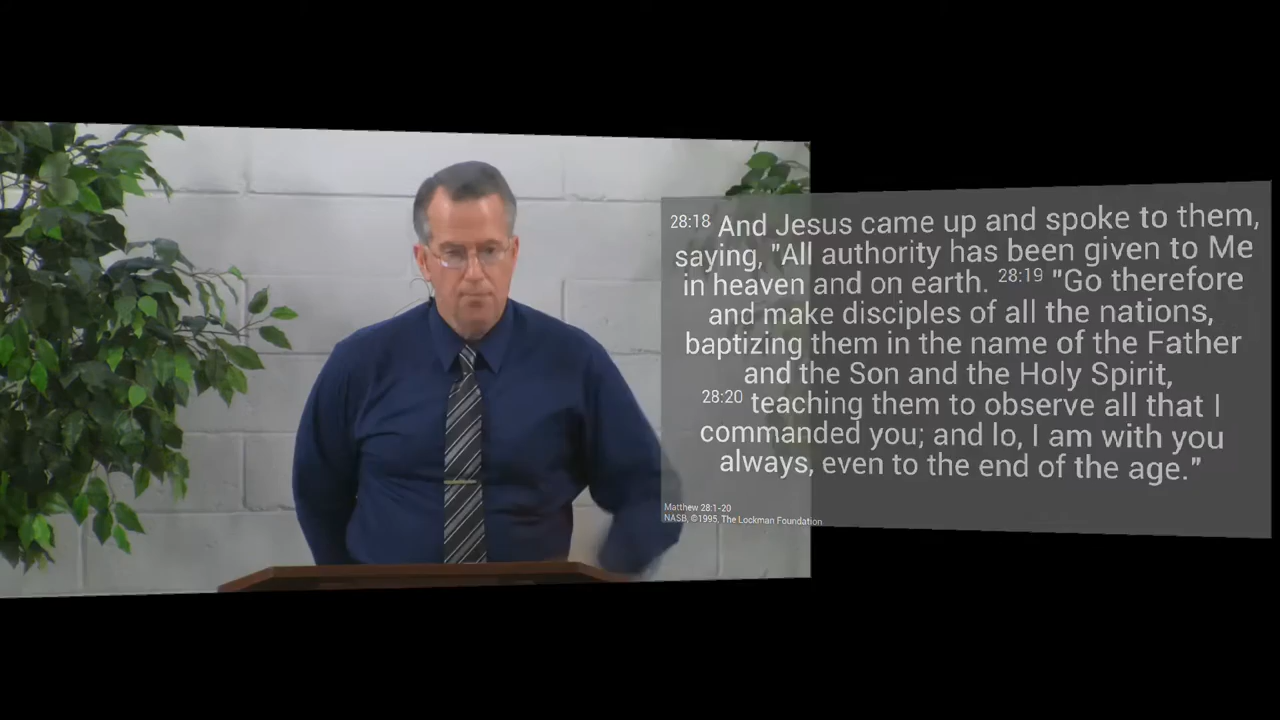 28:18 And Jesus came up and spoke to them,
saying, "All authority has been given to Me
in heaven and on earth. 28:19 "Go therefore
and make disciples of all the nations,
baptizing them in the name of the Father
and the Son and the Holy Spirit,
28:20 teaching them to observe all that I
commanded you; and lo, I am with you
always, even to the end of the age."
Matthew 28:1-20
NASB, ©1995, The Lockman Foundation